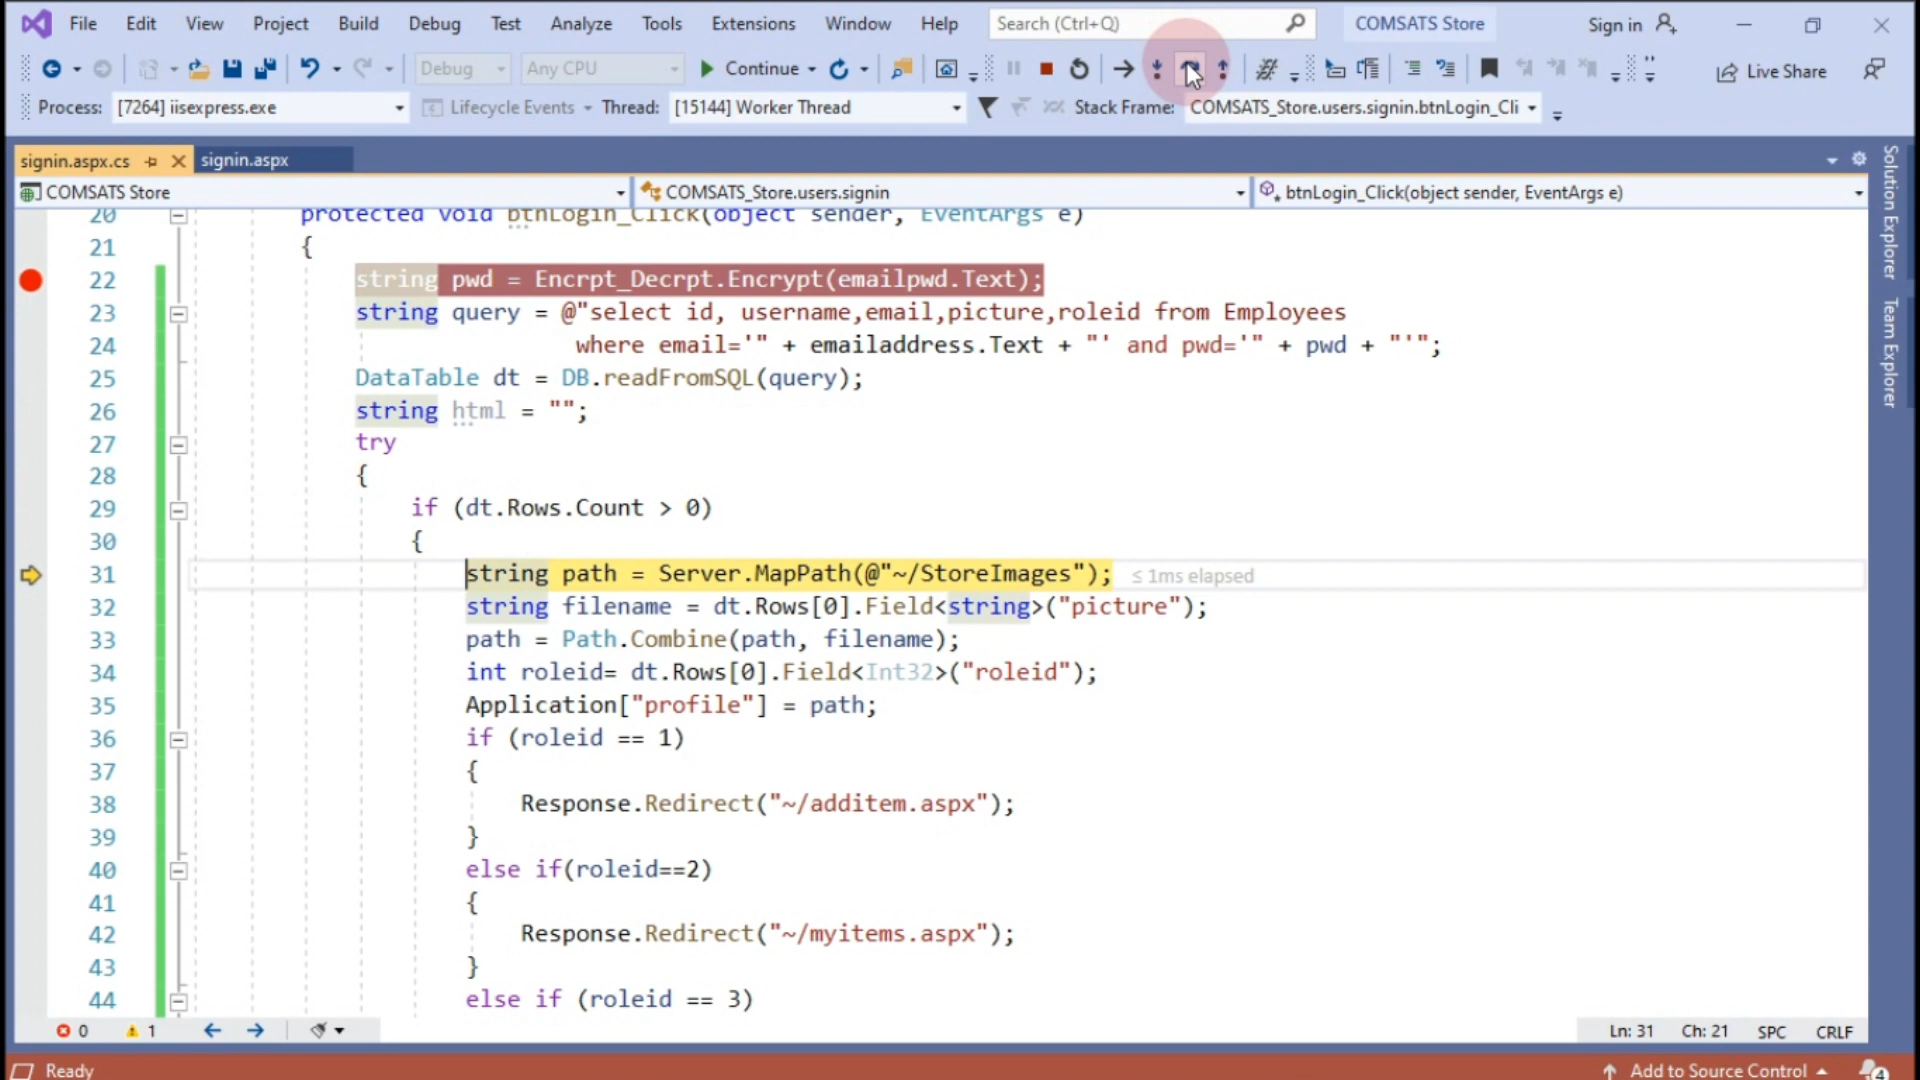 File Edit View Project Build Debug Test Analyze Tools Extensions Window Help Search (Ctrl+Q) COMSATS Store Sign in
Debug Any CPU Continue Live Share
Process: [7264] iisexpress.exe Lifecycle Events Thread: [15144] Worker Thread Stack Frame: COMSATS_Store.users.signin.btnLogin_Cli
signin.aspx.cs signin.aspx
COMSATS Store COMSATS_Store.users.signin btnLogin_Click(object sender, EventArgs e)
20 protected void btnLogin_Click(object sender, EventArgs e)
21 {
22 string pwd = Encrpt_Decrpt.Encrypt(emailpwd.Text);
23 string query = @"select id, username,email,picture,roleid from Employees
24 where email='" + emailaddress.Text + "' and pwd='" + pwd + "'";
25 DataTable dt = DB.readFromSQL(query);
26 string html = "";
27 try
28 {
29 if (dt.Rows.Count > 0)
30 {
31 string path = Server.MapPath(@"~/StoreImages"); ≤ 1ms elapsed
32 string filename = dt.Rows[0].Field<string>("picture");
33 path = Path.Combine(path, filename);
34 int roleid= dt.Rows[0].Field<Int32>("roleid");
35 Application["profile"] = path;
36 if (roleid == 1)
37 {
38 Response.Redirect("~/additem.aspx");
39 }
40 else if(roleid==2)
41 {
42 Response.Redirect("~/myitems.aspx");
43 }
44 else if (roleid == 3)
Solution Explorer
Team Explorer
0 1 Ln: 31 Ch: 21 SPC CRLF
Ready Add to Source Control 4